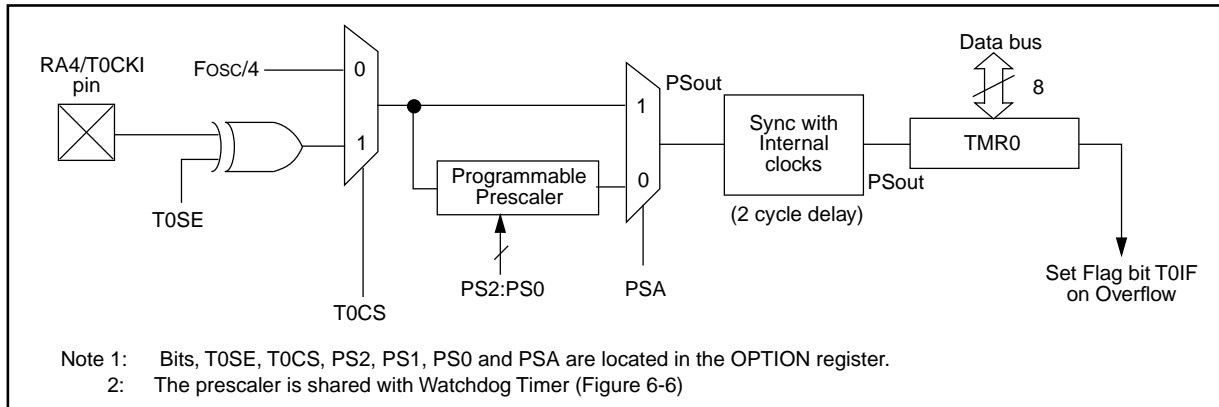 RA4/T0CKI
pin
FOSC/4
0
1
T0SE
T0CS
Programmable
Prescaler
PS2:PS0
1
0
PSA
PSout
Sync with
Internal
clocks
(2 cycle delay)
PSout
Data bus
8
TMR0
Set Flag bit T0IF
on Overflow
Note 1: Bits, T0SE, T0CS, PS2, PS1, PS0 and PSA are located in the OPTION register.
2: The prescaler is shared with Watchdog Timer (Figure 6-6)